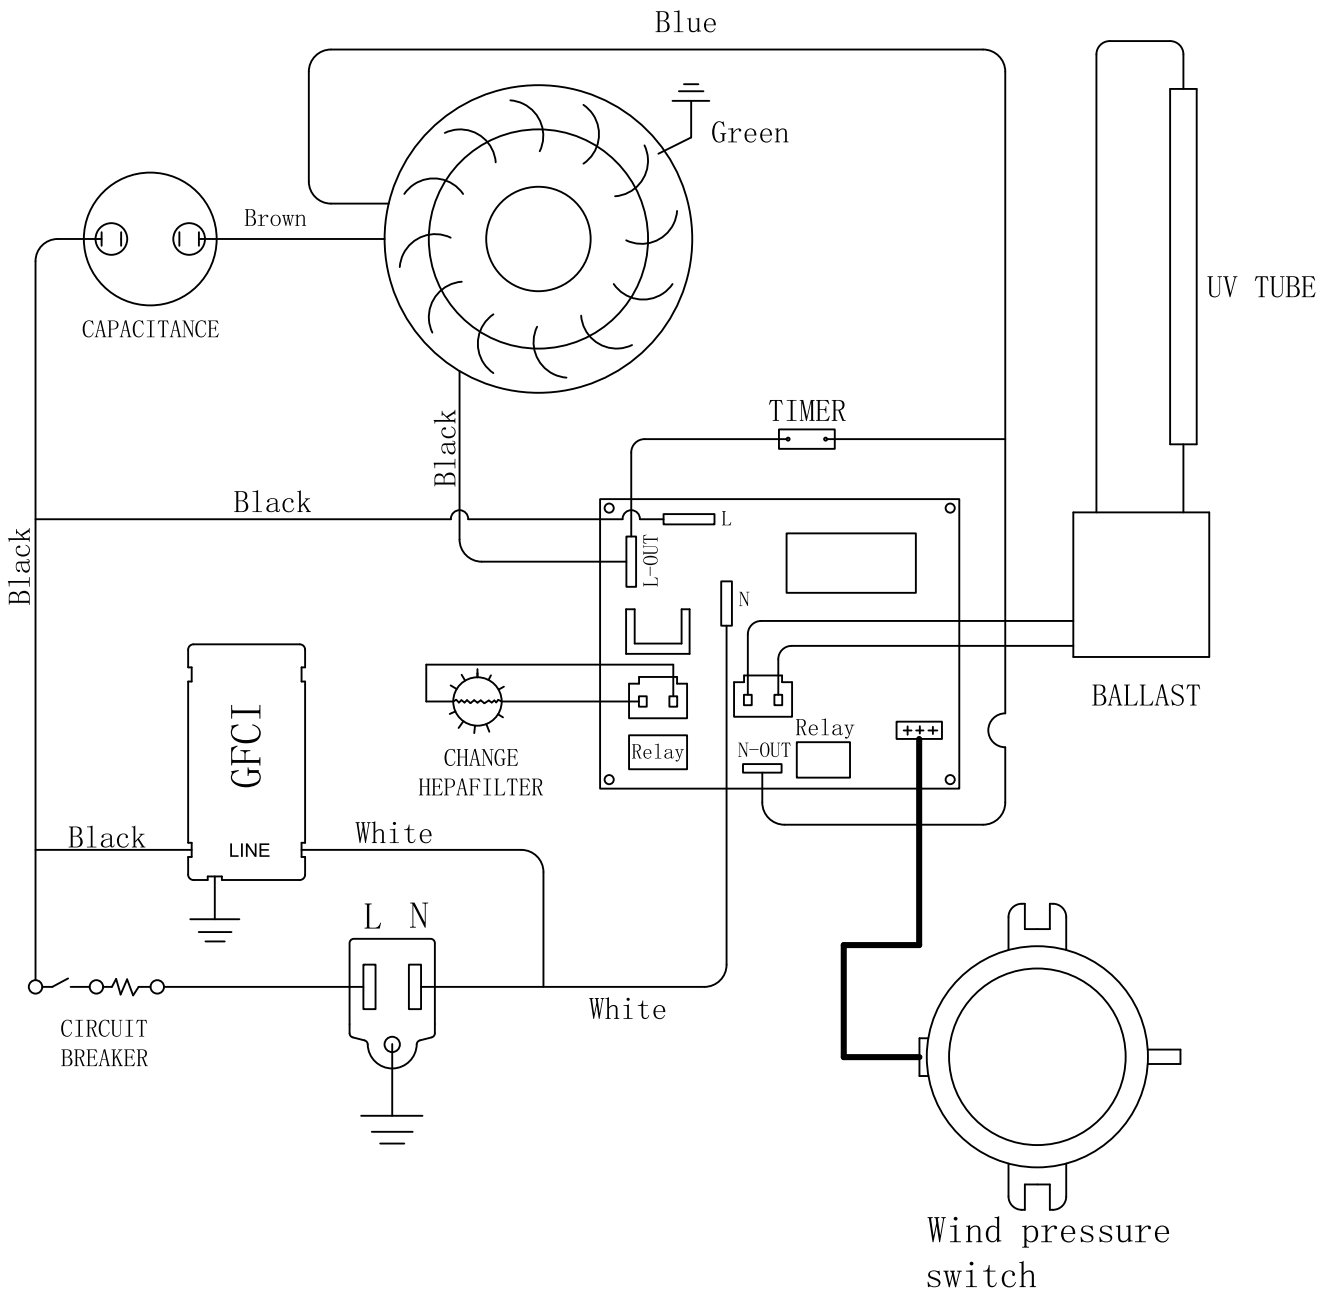 Blue
Green
Brown
UV TUBE
CAPACITANCE
TIMER
Black
Black
L
Black
L-OUT
N
BALLAST
GFCI
Relay
N-OUT
Relay
CHANGE
HEPAFILTER
Black
White
LINE
L N
White
CIRCUIT
BREAKER
Wind pressure
switch